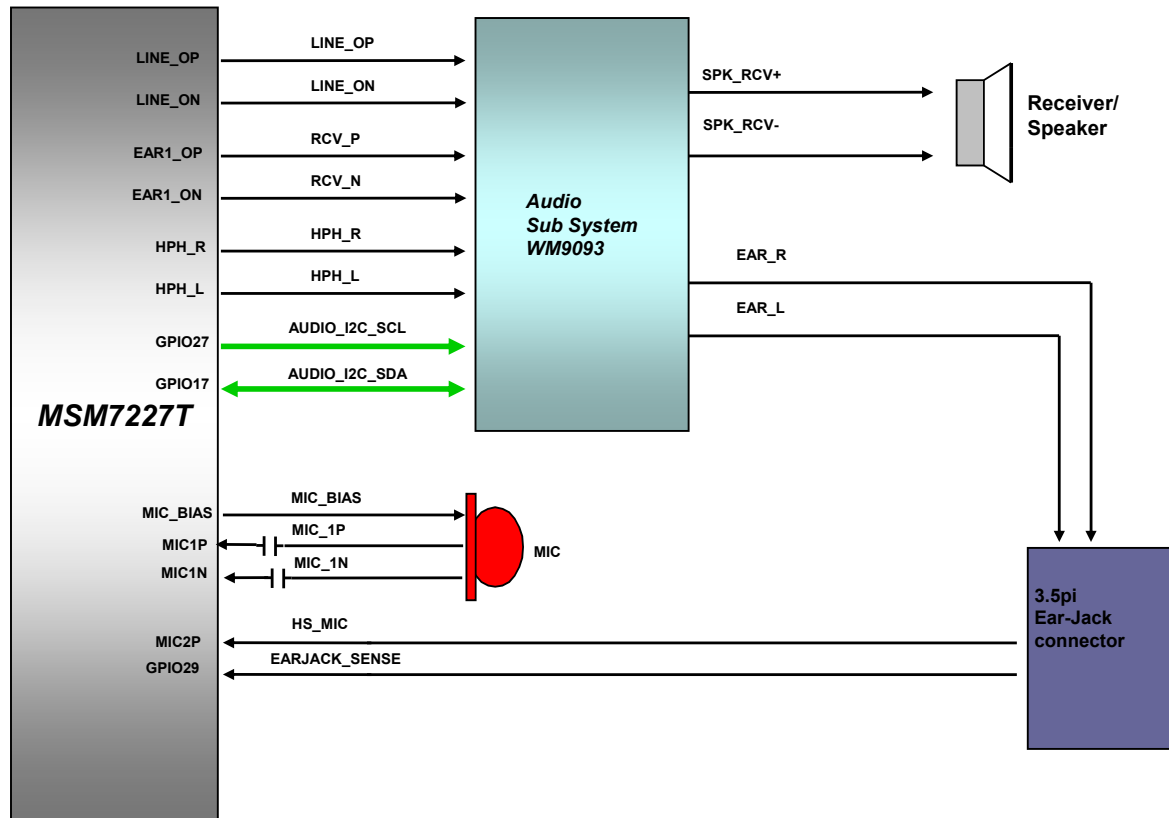 LINE_OP
LINE_OP
LINE_ON
LINE_ON
EAR1_OP
RCV_P
EAR1_ON
RCV_N
HPH_R
HPH_R
HPH_L
HPH_L
GPIO27
AUDIO_I2C_SCL
GPIO17
AUDIO_I2C_SDA
MSM7227T
Audio
Sub System
WM9093
SPK_RCV+
SPK_RCV-
Receiver/
Speaker
EAR_R
EAR_L
MIC_BIAS
MIC_BIAS
MIC1P
MIC_1P
MIC1N
MIC_1N
MIC
MIC2P
HS_MIC
GPIO29
EARJACK_SENSE
3.5pi
Ear-Jack
connector